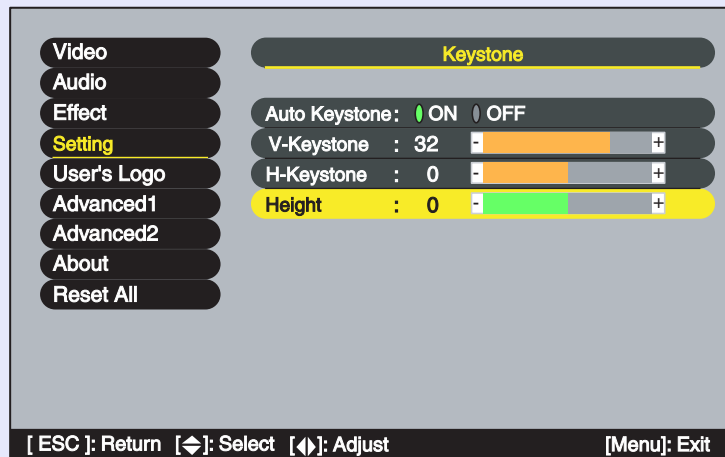 Video
Audio
Effect
Setting
User's Logo
Advanced1
Advanced2
About
Reset All
Keystone
Auto Keystone: ON OFF
V-Keystone : 32 - +
H-Keystone : 0 - +
Height : 0 - +
[ ESC ]: Return [◆]: Select [◆]: Adjust [Menu]: Exit